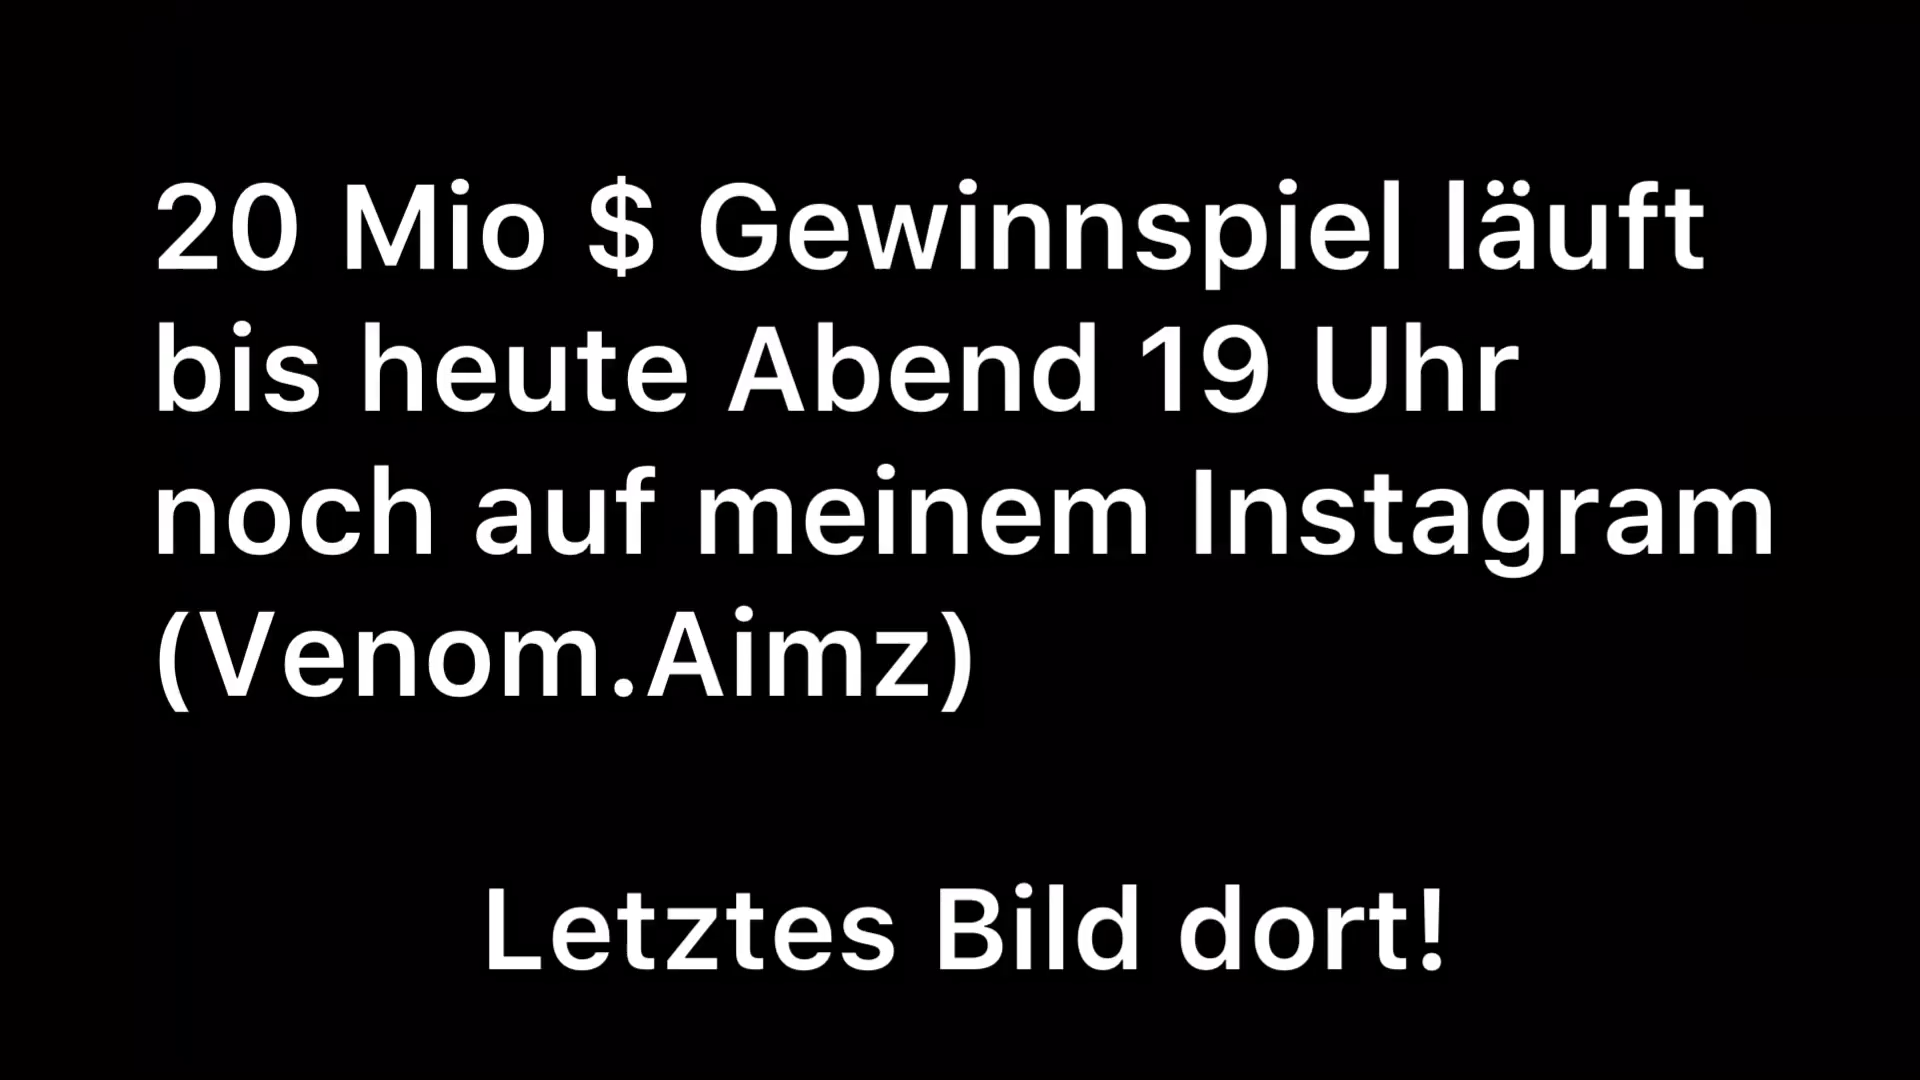 20 Mio $ Gewinnspiel läuft
bis heute Abend 19 Uhr
noch auf meinem Instagram
(Venom.Aimz)
Letztes Bild dort!